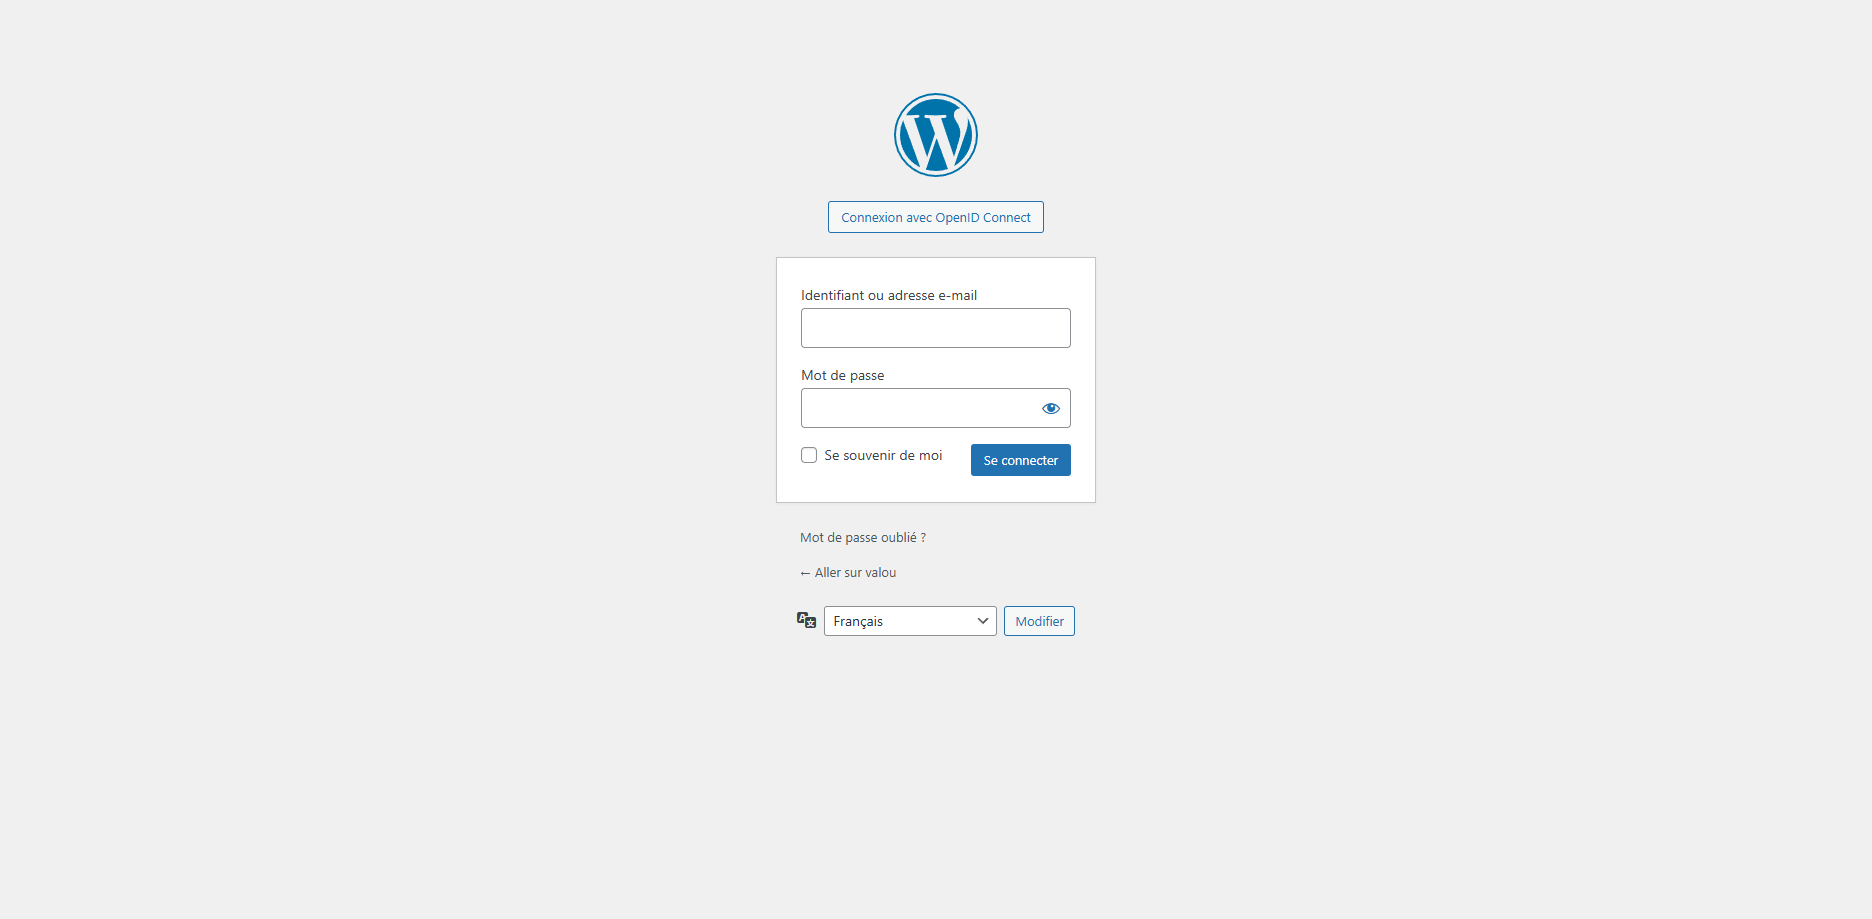 Connexion avec OpenID Connect
Identifiant ou adresse e-mail
Mot de passe
Se souvenir de moi
Se connecter
Mot de passe oublié ?
← Aller sur valou
Français
Modifier